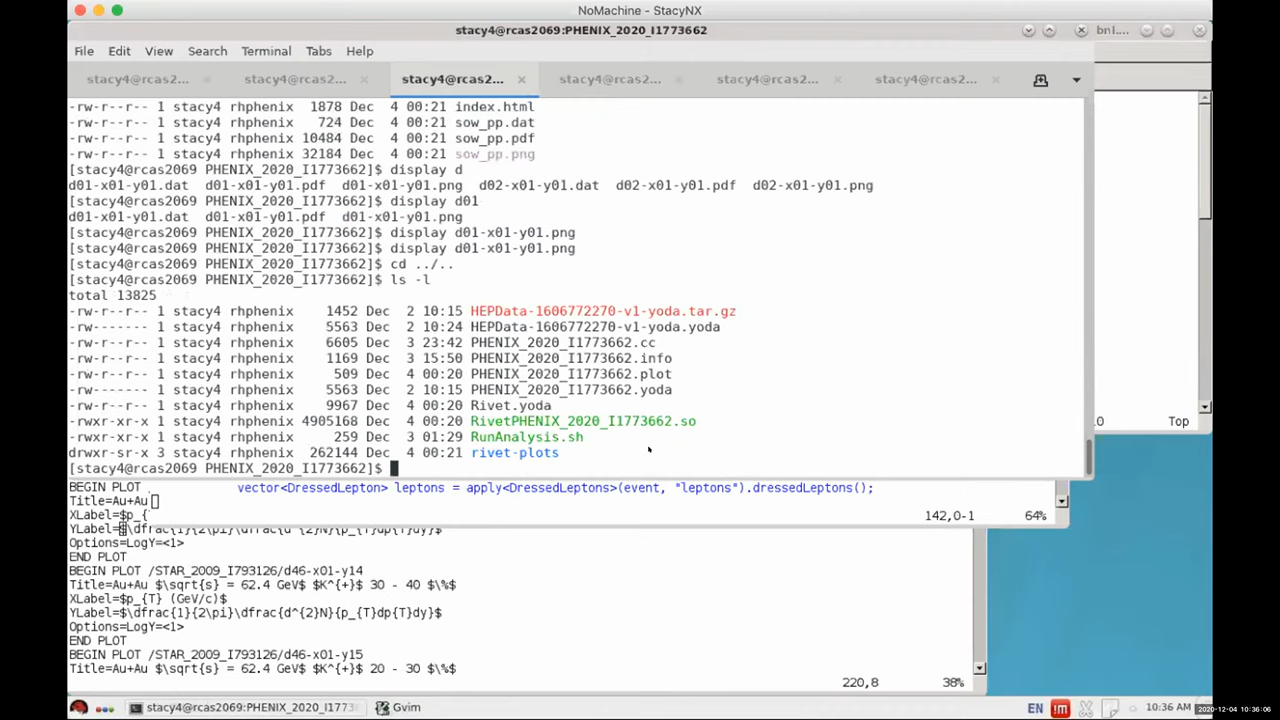 NoMachine - StacyNX
stacy4@rcas2069:PHENIX_2020_I1773662
bnl....
File Edit View Search Terminal Tabs Help
stacy4@rcas2... stacy4@rcas2... stacy4@rcas2... stacy4@rcas2... stacy4@rcas2... stacy4@rcas2...
-rw-r--r-- 1 stacy4 rhphenix 1878 Dec 4 00:21 index.html
-rw-r--r-- 1 stacy4 rhphenix 724 Dec 4 00:21 sow_pp.dat
-rw-r--r-- 1 stacy4 rhphenix 10484 Dec 4 00:21 sow_pp.pdf
-rw-r--r-- 1 stacy4 rhphenix 32184 Dec 4 00:21 sow_pp.png
[stacy4@rcas2069 PHENIX_2020_I1773662]$ display d
d01-x01-y01.dat d01-x01-y01.pdf d01-x01-y01.png d02-x01-y01.dat d02-x01-y01.pdf d02-x01-y01.png
[stacy4@rcas2069 PHENIX_2020_I1773662]$ display d01-
d01-x01-y01.dat d01-x01-y01.pdf d01-x01-y01.png
[stacy4@rcas2069 PHENIX_2020_I1773662]$ display d01-x01-y01.png
[stacy4@rcas2069 PHENIX_2020_I1773662]$ display d01-x01-y01.png
[stacy4@rcas2069 PHENIX_2020_I1773662]$ cd ../..
[stacy4@rcas2069 PHENIX_2020_I1773662]$ ls -l
total 13825
-rw-r--r-- 1 stacy4 rhphenix 1452 Dec 2 10:15 HEPData-1606772270-v1-yoda.tar.gz
-rw------- 1 stacy4 rhphenix 5563 Dec 2 10:24 HEPData-1606772270-v1-yoda.yoda
-rw-r--r-- 1 stacy4 rhphenix 6605 Dec 3 23:42 PHENIX_2020_I1773662.cc
-rw-r--r-- 1 stacy4 rhphenix 1169 Dec 3 15:50 PHENIX_2020_I1773662.info
-rw-r--r-- 1 stacy4 rhphenix 509 Dec 4 00:20 PHENIX_2020_I1773662.plot
-rw------- 1 stacy4 rhphenix 5563 Dec 2 10:15 PHENIX_2020_I1773662.yoda
-rw-r--r-- 1 stacy4 rhphenix 9967 Dec 4 00:20 Rivet.yoda
-rwxr-xr-x 1 stacy4 rhphenix 4905168 Dec 4 00:20 RivetPHENIX_2020_I1773662.so
-rwxr-xr-x 1 stacy4 rhphenix 259 Dec 3 01:29 RunAnalysis.sh
drwxr-sr-x 3 stacy4 rhphenix 262144 Dec 4 00:21 rivet-plots
[stacy4@rcas2069 PHENIX_2020_I1773662]$
0 Top
BEGIN PLOT vector<DressedLepton> leptons = apply<DressedLeptons>(event, "leptons").dressedLeptons();
Title=Au+Au
XLabel=$p_{ 142,0-1 64%
YLabel=$\dfrac{1}{2\pi}\dfrac{d^{2}N}{p_{T}dp{T}dy}$
Options=LogY=<1>
END PLOT
BEGIN PLOT /STAR_2009_I793126/d46-x01-y14
Title=Au+Au $\sqrt{s} = 62.4 GeV$ $K^{+}$ 30 - 40 $\%$
XLabel=$p_{T} (GeV/c)$
YLabel=$\dfrac{1}{2\pi}\dfrac{d^{2}N}{p_{T}dp{T}dy}$
Options=LogY=<1>
END PLOT
BEGIN PLOT /STAR_2009_I793126/d46-x01-y15
Title=Au+Au $\sqrt{s} = 62.4 GeV$ $K^{+}$ 20 - 30 $\%$
220,8 38%
stacy4@rcas2069:PHENIX_2020_I1773... Gvim EN 10:36 AM 2020-12-04 10:36:06